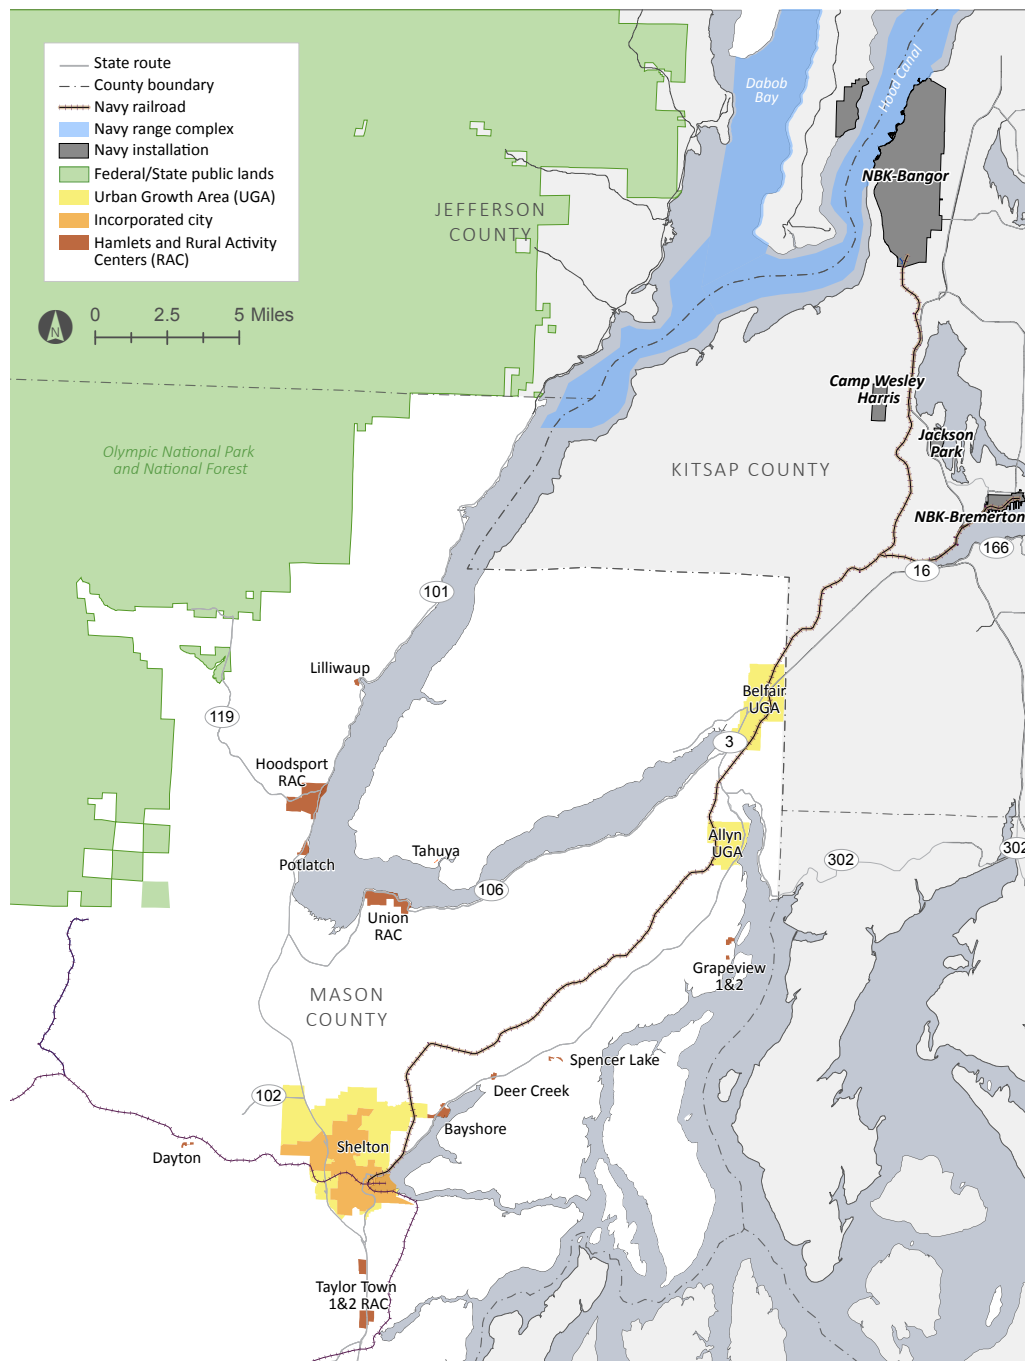 State route
County boundary
Navy railroad
Navy range complex
Navy installation
Federal/State public lands
Urban Growth Area (UGA)
Incorporated city
Hamlets and Rural Activity
Centers (RAC)
N
0 2.5 5 Miles
Dabob
Bay
Hood Canal
NBK-Bangor
JEFFERSON
COUNTY
Camp Wesley
Harris
Jackson
Park
Olympic National Park
and National Forest
KITSAP COUNTY
NBK-Bremerton
166
16
101
Lilliwaup
Belfair
UGA
119
3
Hoodsport
RAC
Allyn
UGA
302
302
Tahuya
Potlatch
106
Union
RAC
Grapeview
1&2
MASON
COUNTY
Spencer Lake
Deer Creek
102
Bayshore
Shelton
Dayton
Taylor Town
1&2 RAC